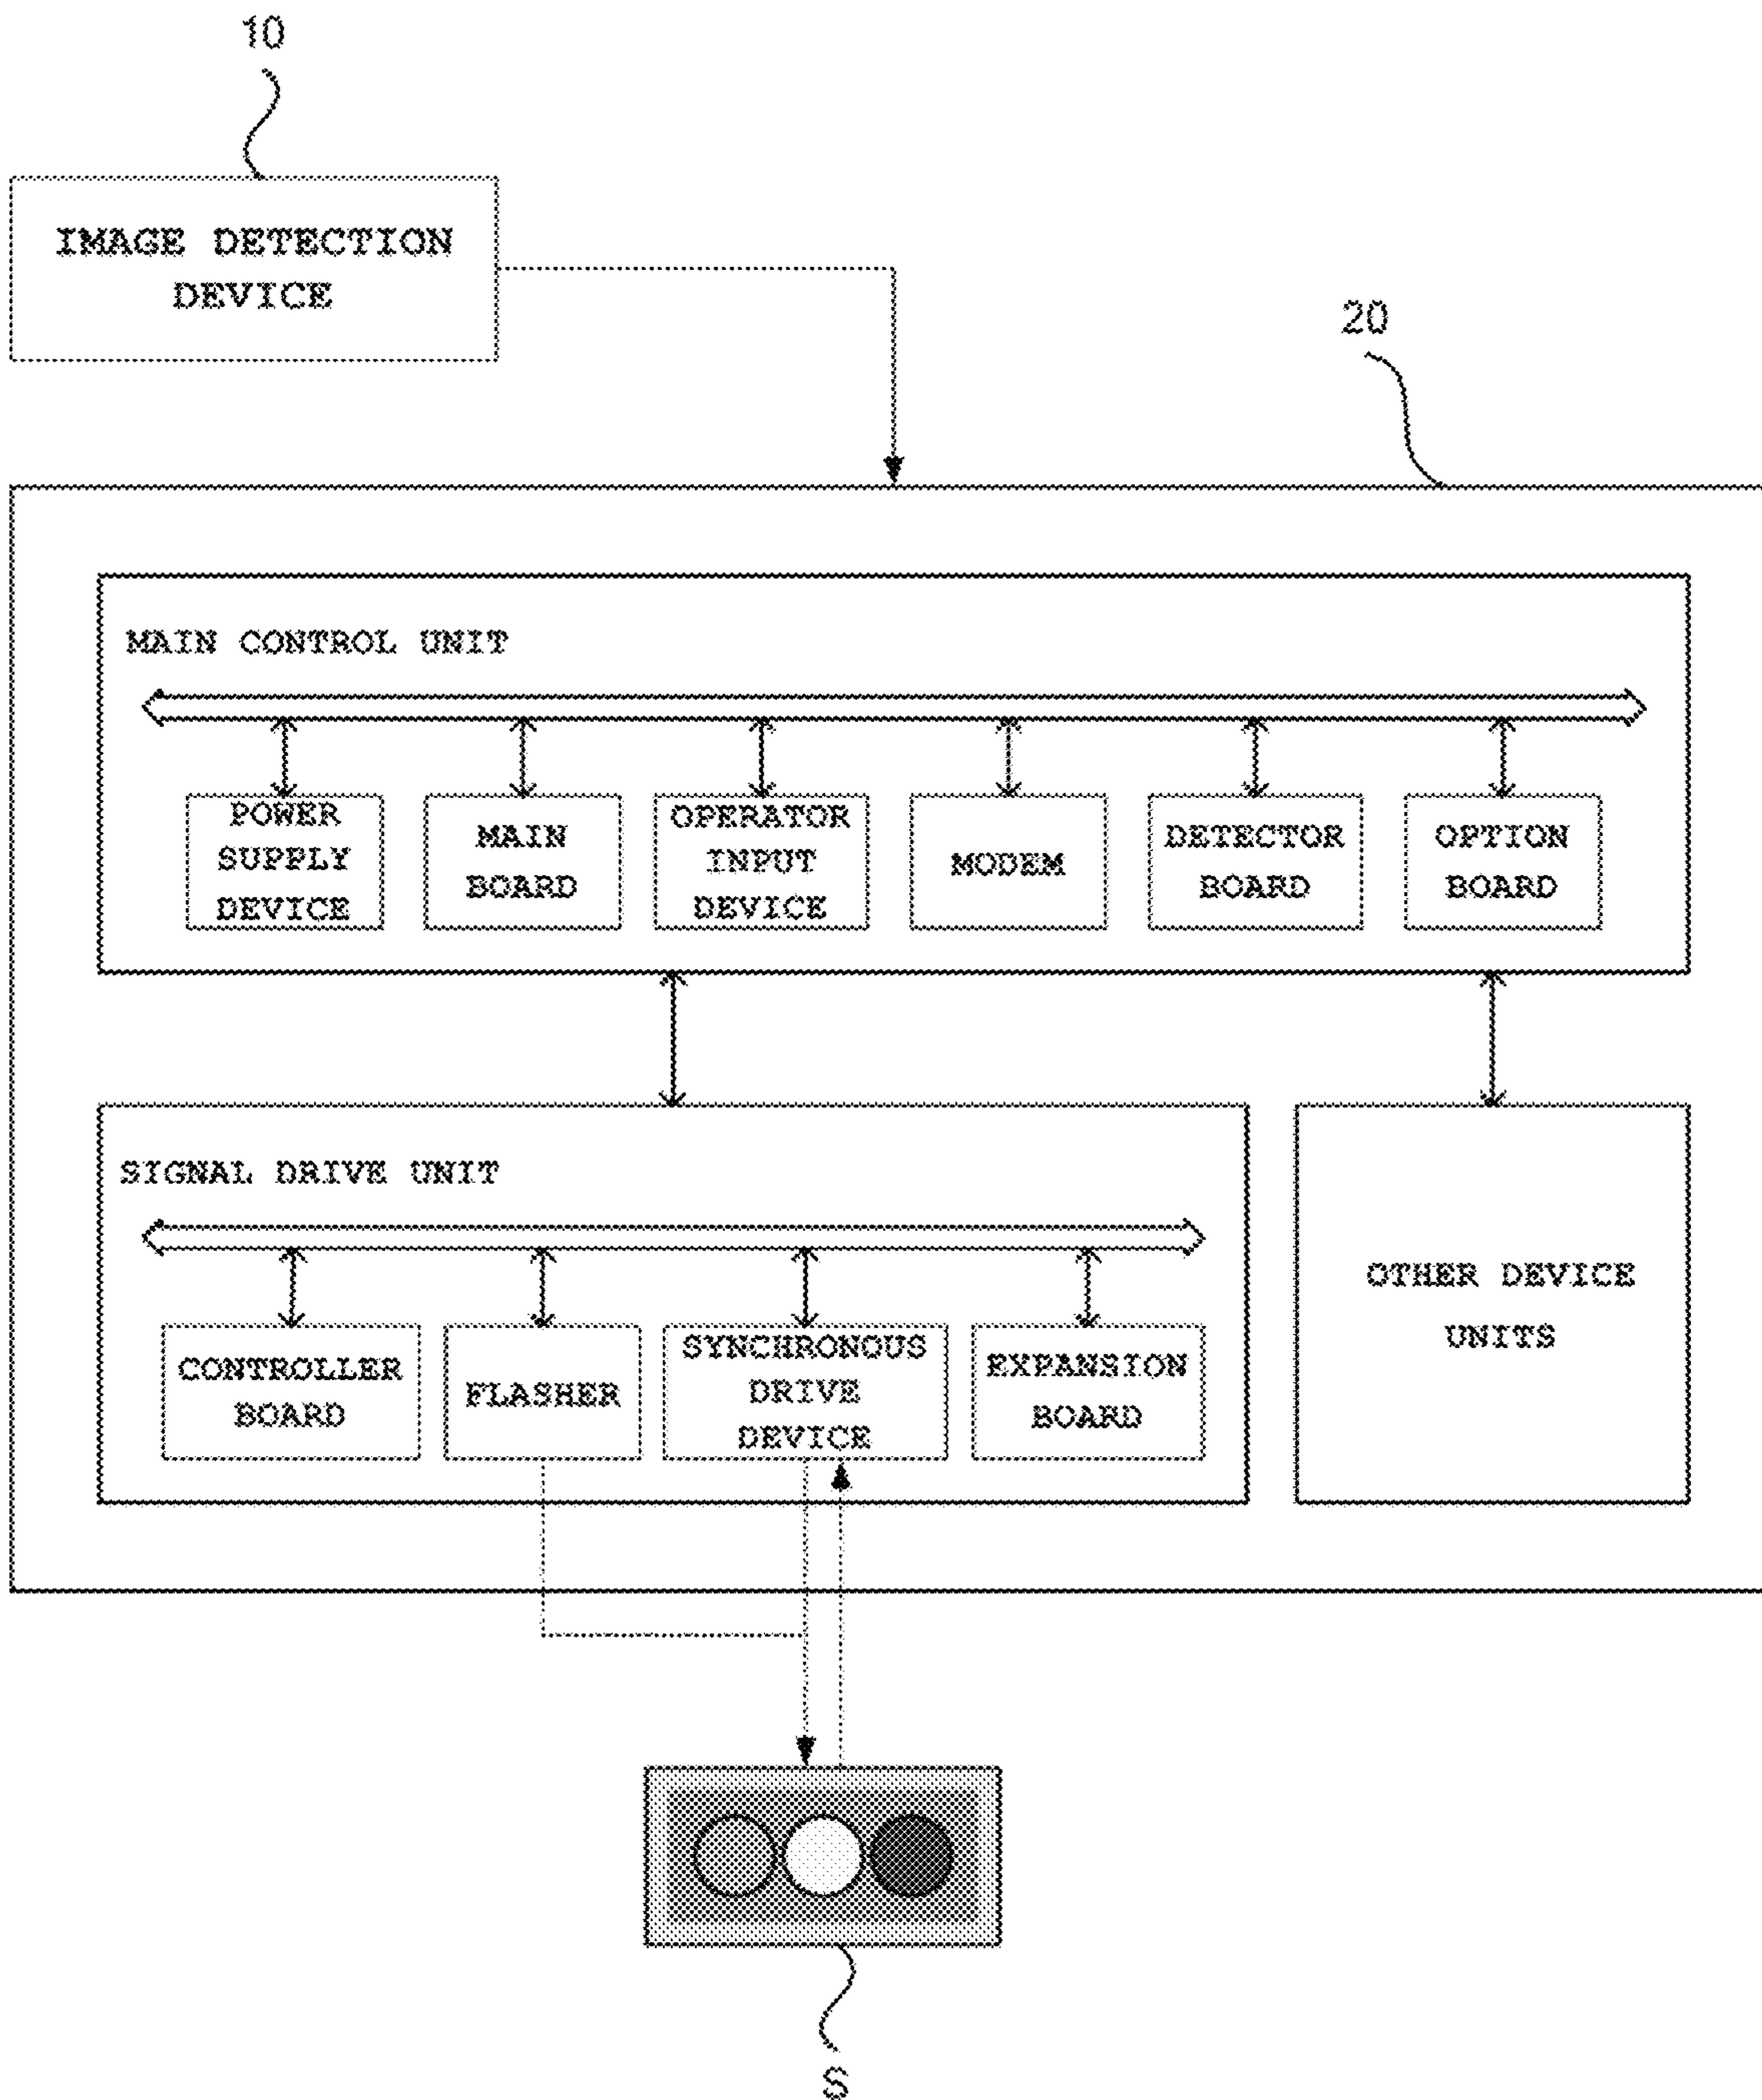 10
IMAGE DETECTION
DEVICE
20
MAIN CONTROL UNIT
POWER
SUPPLY
DEVICE
MAIN
BOARD
OPERATOR
INPUT
DEVICE
MODEM
DETECTOR
BOARD
OPTION
BOARD
SIGNAL DRIVE UNIT
CONTROLLER
BOARD
FLASHER
SYNCHRONOUS
DRIVE
DEVICE
EXPANSION
BOARD
OTHER DEVICE
UNITS
S